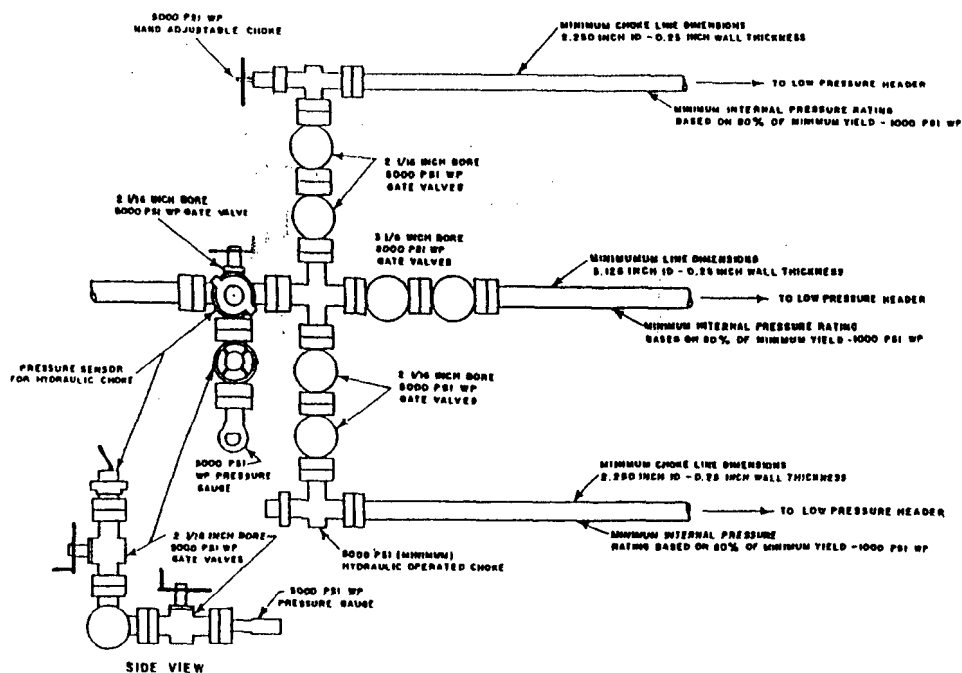 5000 PSI WP
HAND ADJUSTABLE CHOKE
MINIMUM CHOKE LINE DIMENSIONS
2.250 INCH ID - 0.25 INCH WALL THICKNESS
TO LOW PRESSURE HEADER
MINIMUM INTERNAL PRESSURE RATING
BASED ON 80% OF MINIMUM YIELD - 1000 PSI WP
2 1/16 INCH BORE
5000 PSI WP
GATE VALVES
2 1/16 INCH BORE
5000 PSI WP GATE VALVE
3 1/8 INCH BORE
5000 PSI WP
GATE VALVES
MINIMUMUM LINE DIMENSIONS
3.125 INCH ID - 0.25 INCH WALL THICKNESS
TO LOW PRESSURE HEADER
MINIMUM INTERNAL PRESSURE RATING
BASED ON 80% OF MINIMUM YIELD - 1000 PSI WP
PRESSURE SENSOR
FOR HYDRAULIC CHOKE
2 1/16 INCH BORE
5000 PSI WP
GATE VALVES
5000 PSI
WP PRESSURE
GAUGE
MINIMUM CHOKE LINE DIMENSIONS
2.250 INCH ID - 0.25 INCH WALL THICKNESS
TO LOW PRESSURE HEADER
MINIMUM INTERNAL PRESSURE
RATING BASED ON 80% OF MINIMUM YIELD - 1000 PSI WP
2 1/16 INCH BORE
5000 PSI WP
GATE VALVES
5000 PSI (MINIMUM)
HYDRAULIC OPERATED CHOKE
5000 PSI WP
PRESSURE GAUGE
SIDE VIEW